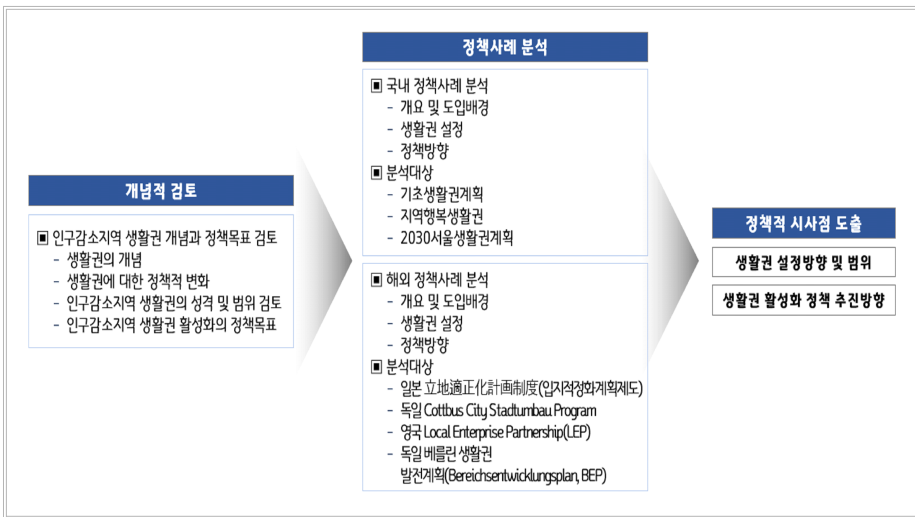 개념적 검토
▣ 인구감소지역 생활권 개념과 정책목표 검토
- 생활권의 개념
- 생활권에 대한 정책적 변화
- 인구감소지역 생활권의 성격 및 범위 검토
- 인구감소지역 생활권 활성화의 정책목표
정책사례 분석
▣ 국내 정책사례 분석
- 개요 및 도입배경
- 생활권 설정
- 정책방향
▣ 분석대상
- 기초생활권계획
- 지역행복생활권
- 2030서울생활권계획
▣ 해외 정책사례 분석
- 개요 및 도입배경
- 생활권 설정
- 정책방향
▣ 분석대상
- 일본 立地適正化計画制度(입지적정화계획제도)
- 독일 Cottbus City Stadtumbau Program
- 영국 Local Enterprise Partnership(LEP)
- 독일 베를린 생활권
발전계획(Bereichsentwicklungsplan, BEP)
정책적 시사점 도출
생활권 설정방향 및 범위
생활권 활성화 정책 추진방향